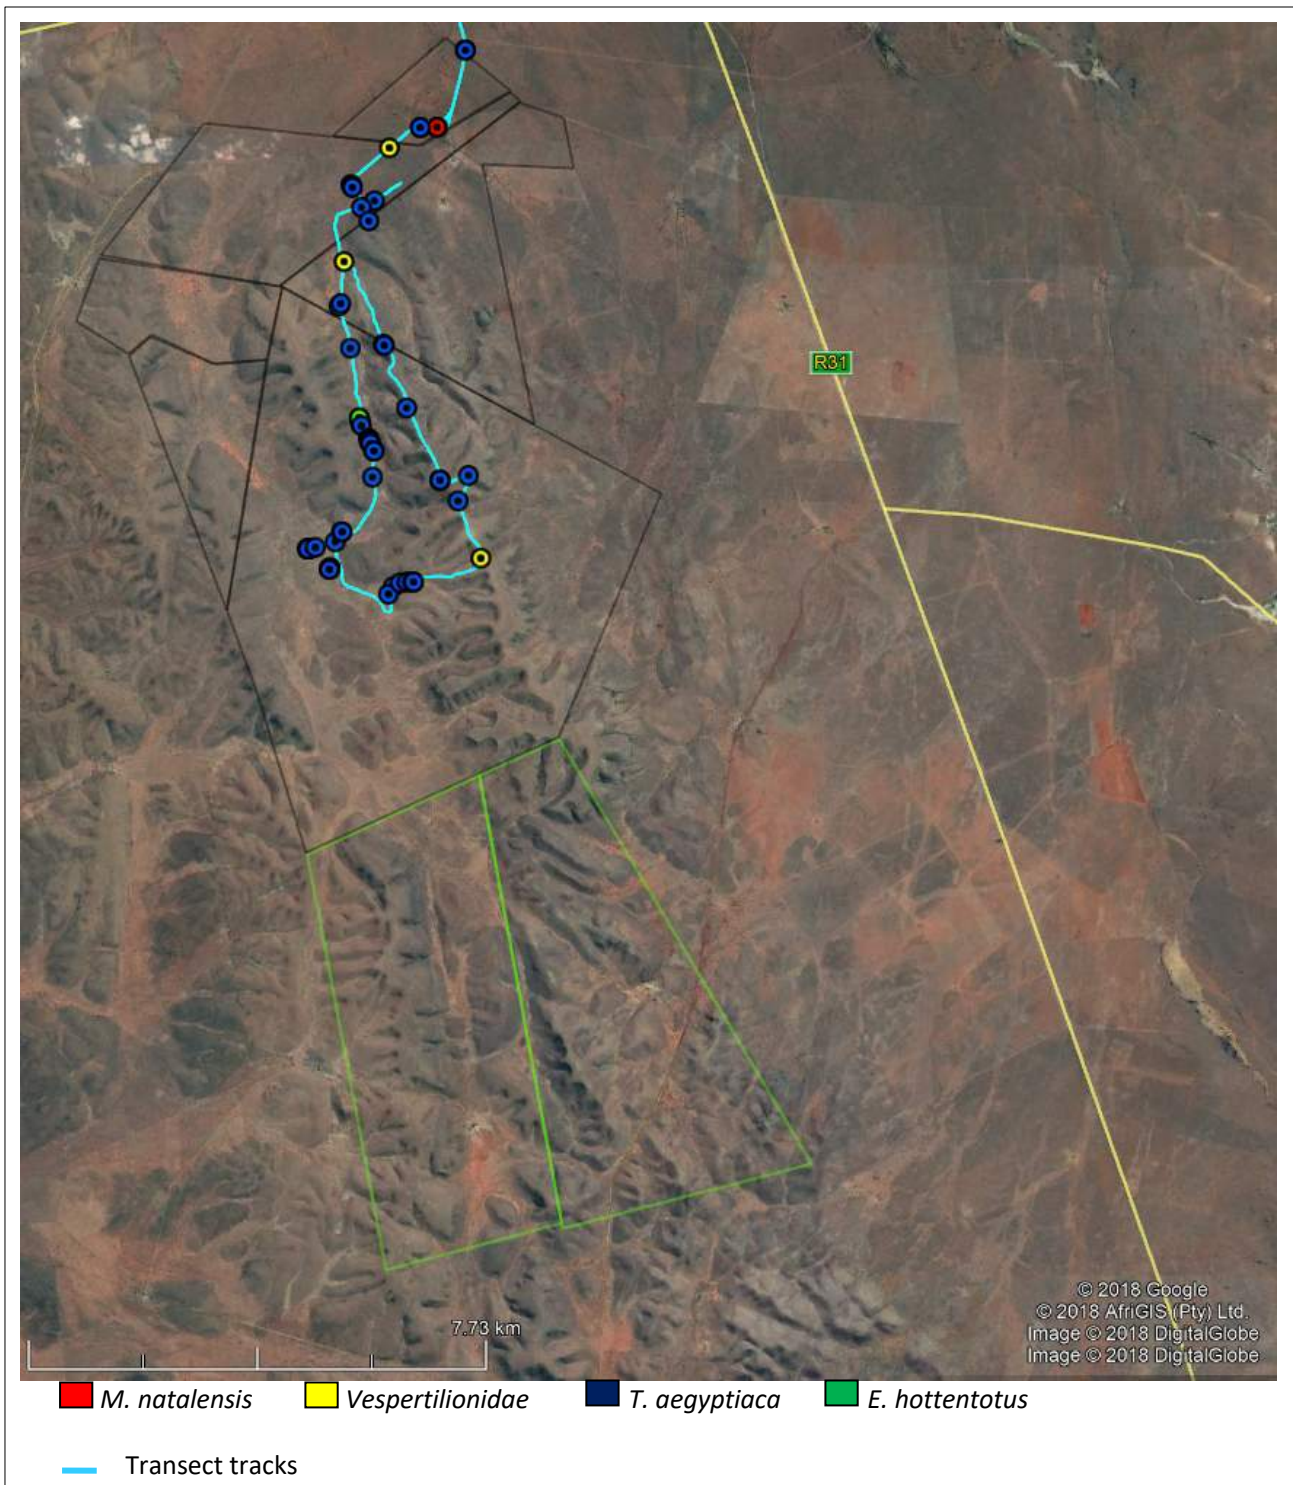 R31
© 2018 Google
© 2018 AfriGIS (Pty) Ltd.
Image © 2018 DigitalGlobe
Image © 2018 DigitalGlobe
7.73 km
M. natalensis Vespertilionidae T. aegyptiaca E. hottentotus
Transect tracks